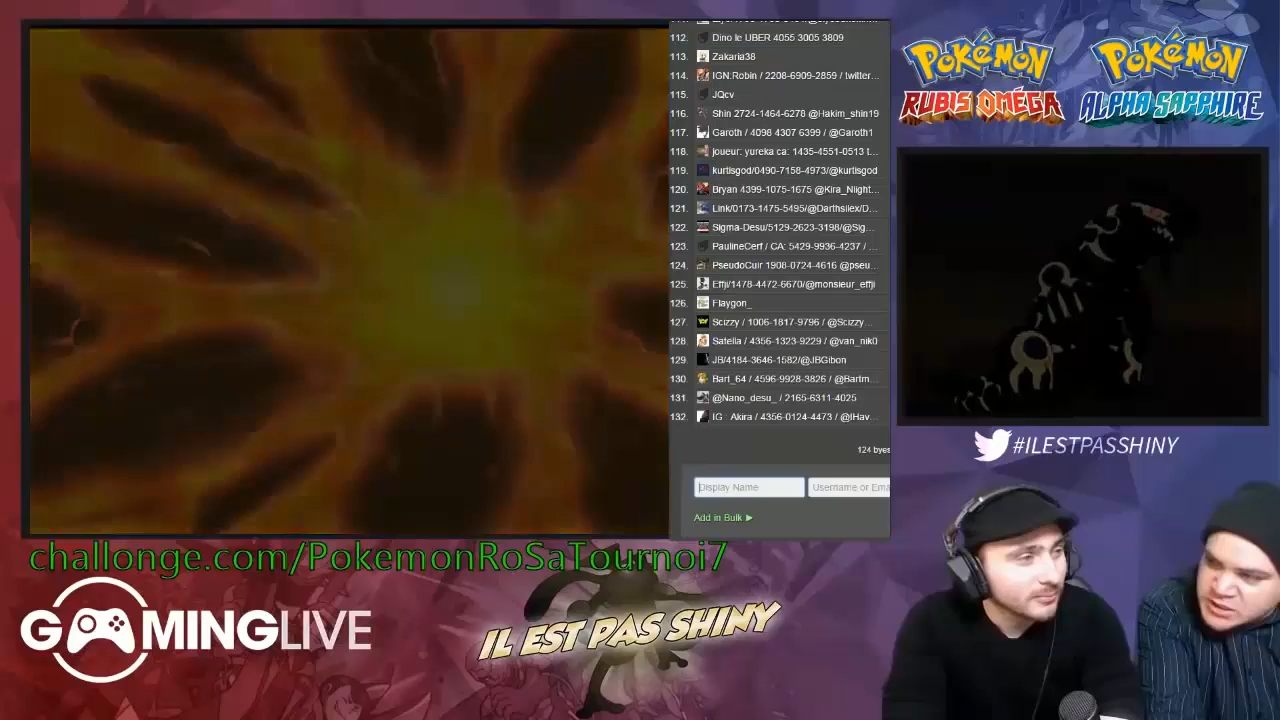 112. Dino le UBER 4055 3005 3809
113. Zakaria38
114. IGN:Robin / 2208-6909-2859 / twitter...
115. JQcv
116. Shin 2724-1464-6278 @Hakim_shin19
117. Garoth / 4098 4307 6399 / @Garoth1
118. joueur: yureka ca: 1435-4551-0513 t...
119. kurtisgod/0490-7158-4973/@kurtisgod
120. Bryan 4399-1075-1675 @Kira_Nlight...
121. Link/0173-1475-5495/@Darthsilex/D...
122. Sigma-Desu/5129-2623-3198/@Sig...
123. PaulineCerf / CA: 5429-9936-4237 / ...
124. PseudoCuir 1908-0724-4616 @pseu...
125. Effji/1478-4472-6670/@monsieur_effji
126. Flaygon_
127. Scizzy / 1006-1817-9796 / @Scizzy...
128. Satella / 4356-1323-9229 / @van_nik0
129. JB/4184-3646-1582/@JBGibon
130. Bart_64 / 4596-9928-3826 / @Bartm...
131. @Nano_desu_ / 2165-6311-4025
132. IG : Akira / 4356-0124-4473 / @IHav...
124 byes
Display Name
Username or Ema
Add in Bulk ▶
POKéMON
RUBIS OMÉGA
POKéMON
ALPHA SAPPHIRE
#ILESTPASSHINY
challonge.com/PokemonRoSaTournoi7
GAMINGLIVE
IL EST PAS SHINY